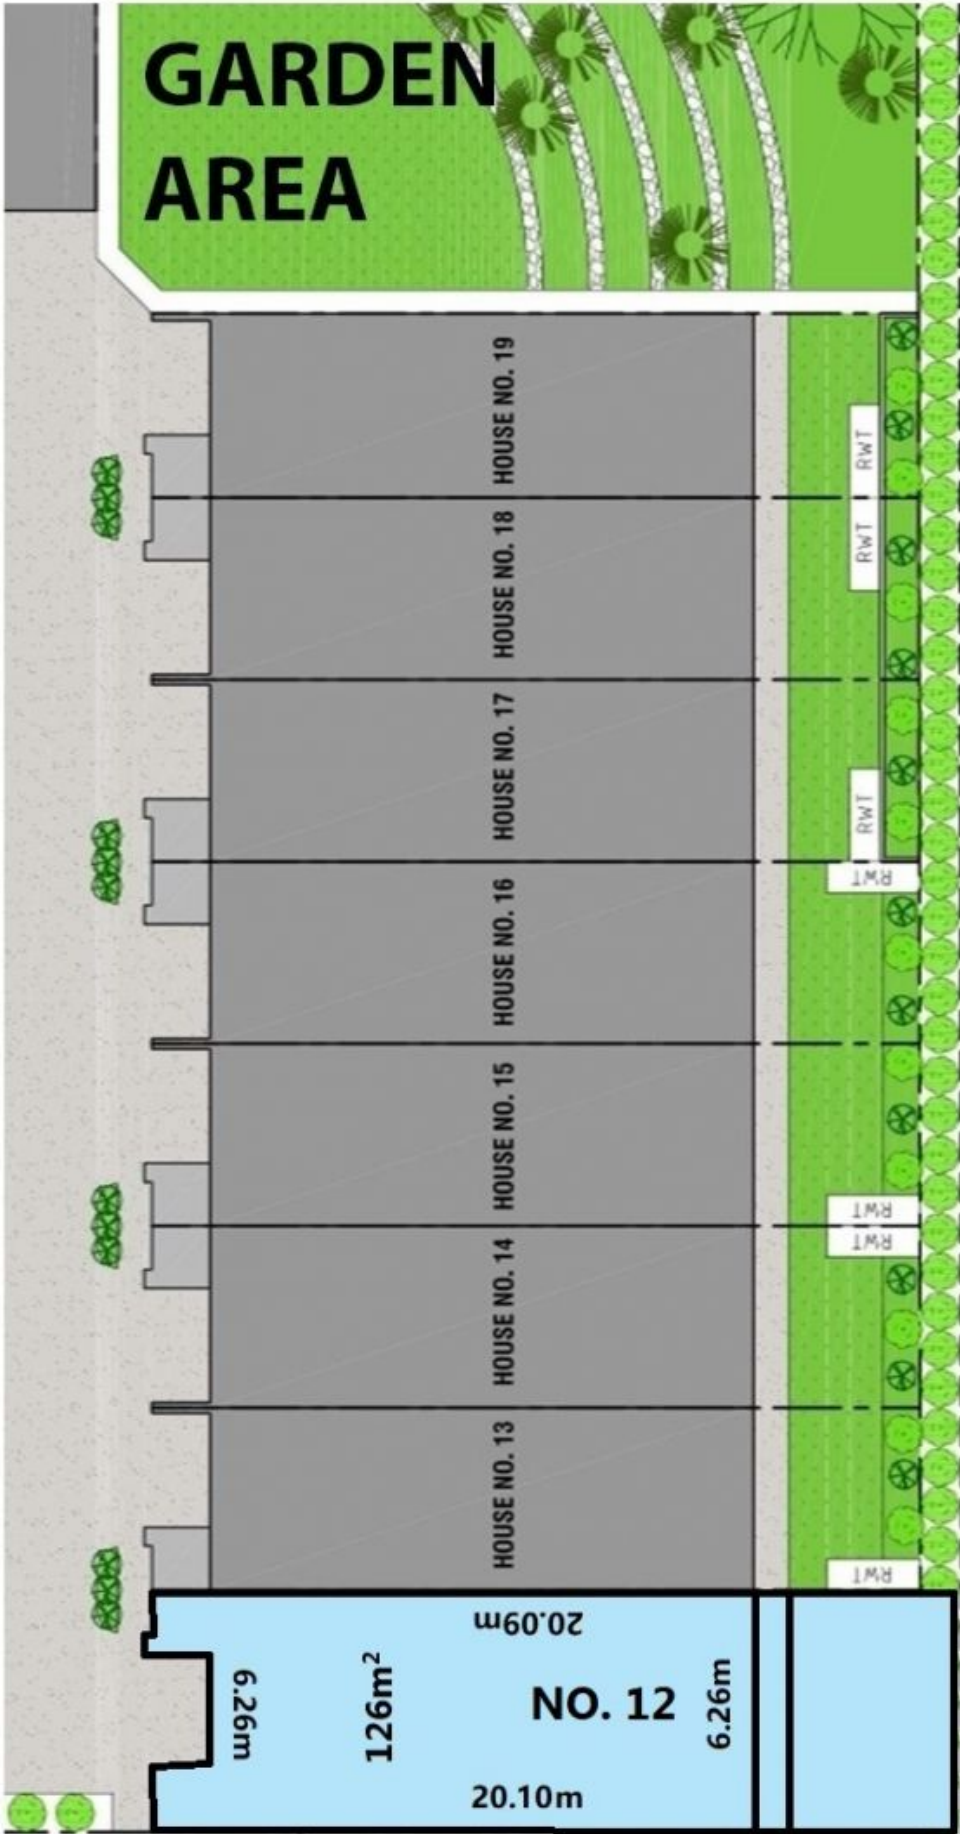 GARDEN
AREA
HOUSE NO. 19
RWT
HOUSE NO. 18
RWT
HOUSE NO. 17
RWT
RWT
HOUSE NO. 16
HOUSE NO. 15
RWT
RWT
HOUSE NO. 14
HOUSE NO. 13
RWT
20.09m
6.26m
126m²
NO. 12
6.26m
20.10m